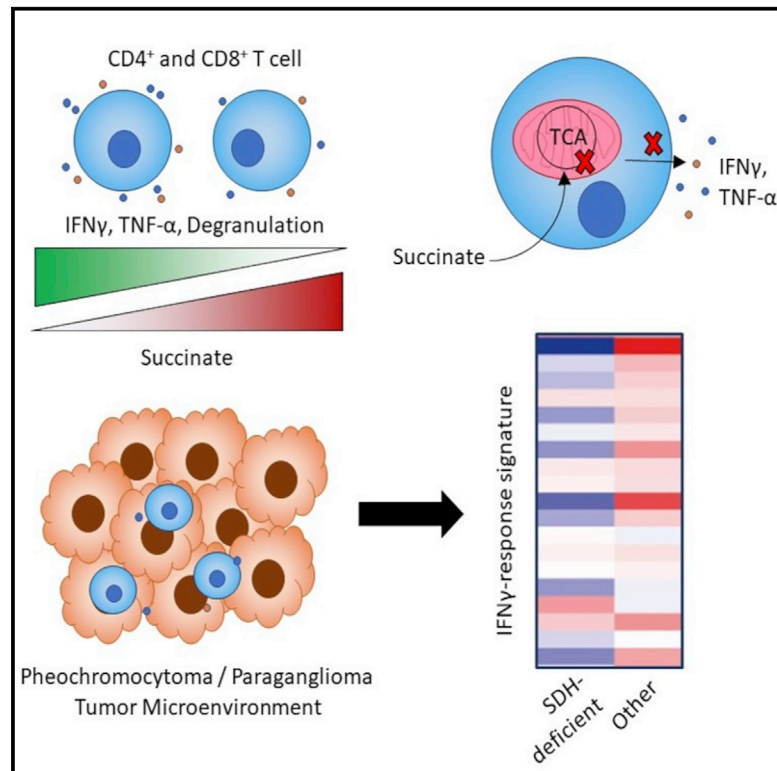 CD4⁺ and CD8⁺ T cell
IFNγ, TNF-α, Degranulation
Succinate
TCA
IFNγ,
TNF-α
Succinate
Pheochromocytoma / Paraganglioma
Tumor Microenvironment
IFNγ-response signature
SDH-
deficient
Other